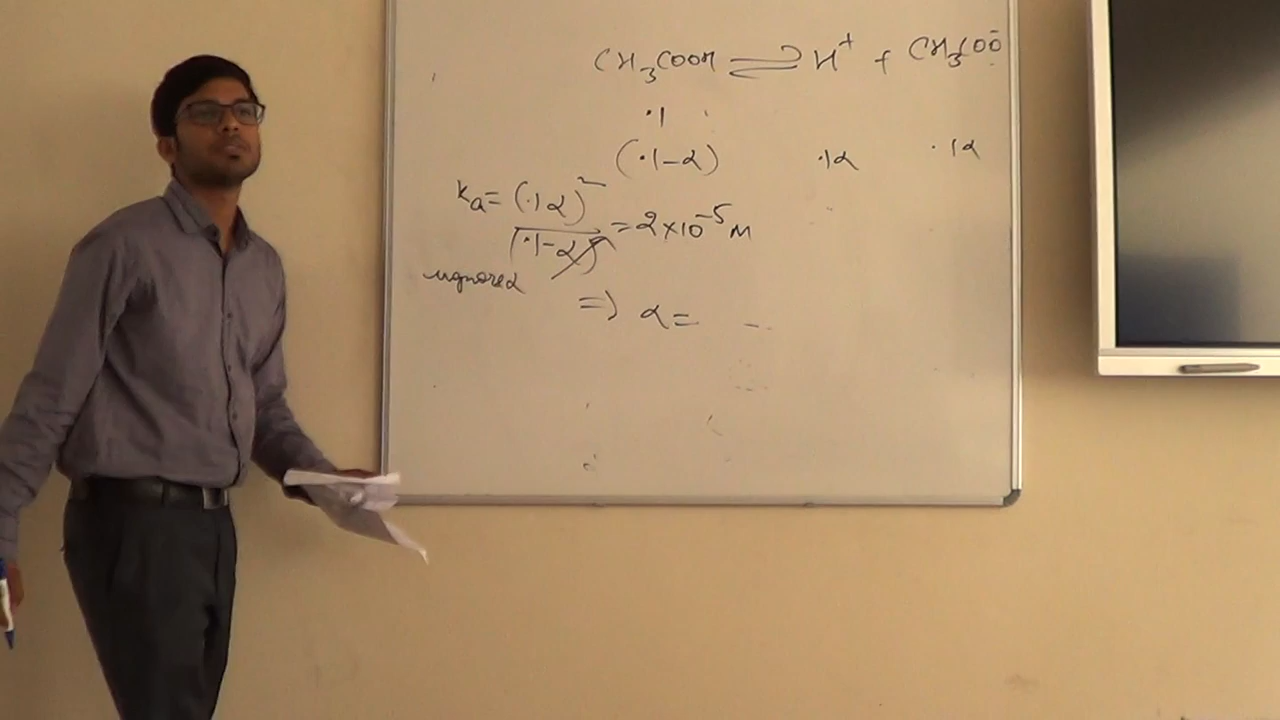 CH₃COOH ⇌ H⁺ + CH₃COO⁻
.1
(.1-α) .1α .1α
Ka = (.1α)² / (.1-α) = 2×10⁻⁵ M
ignored
=> α =